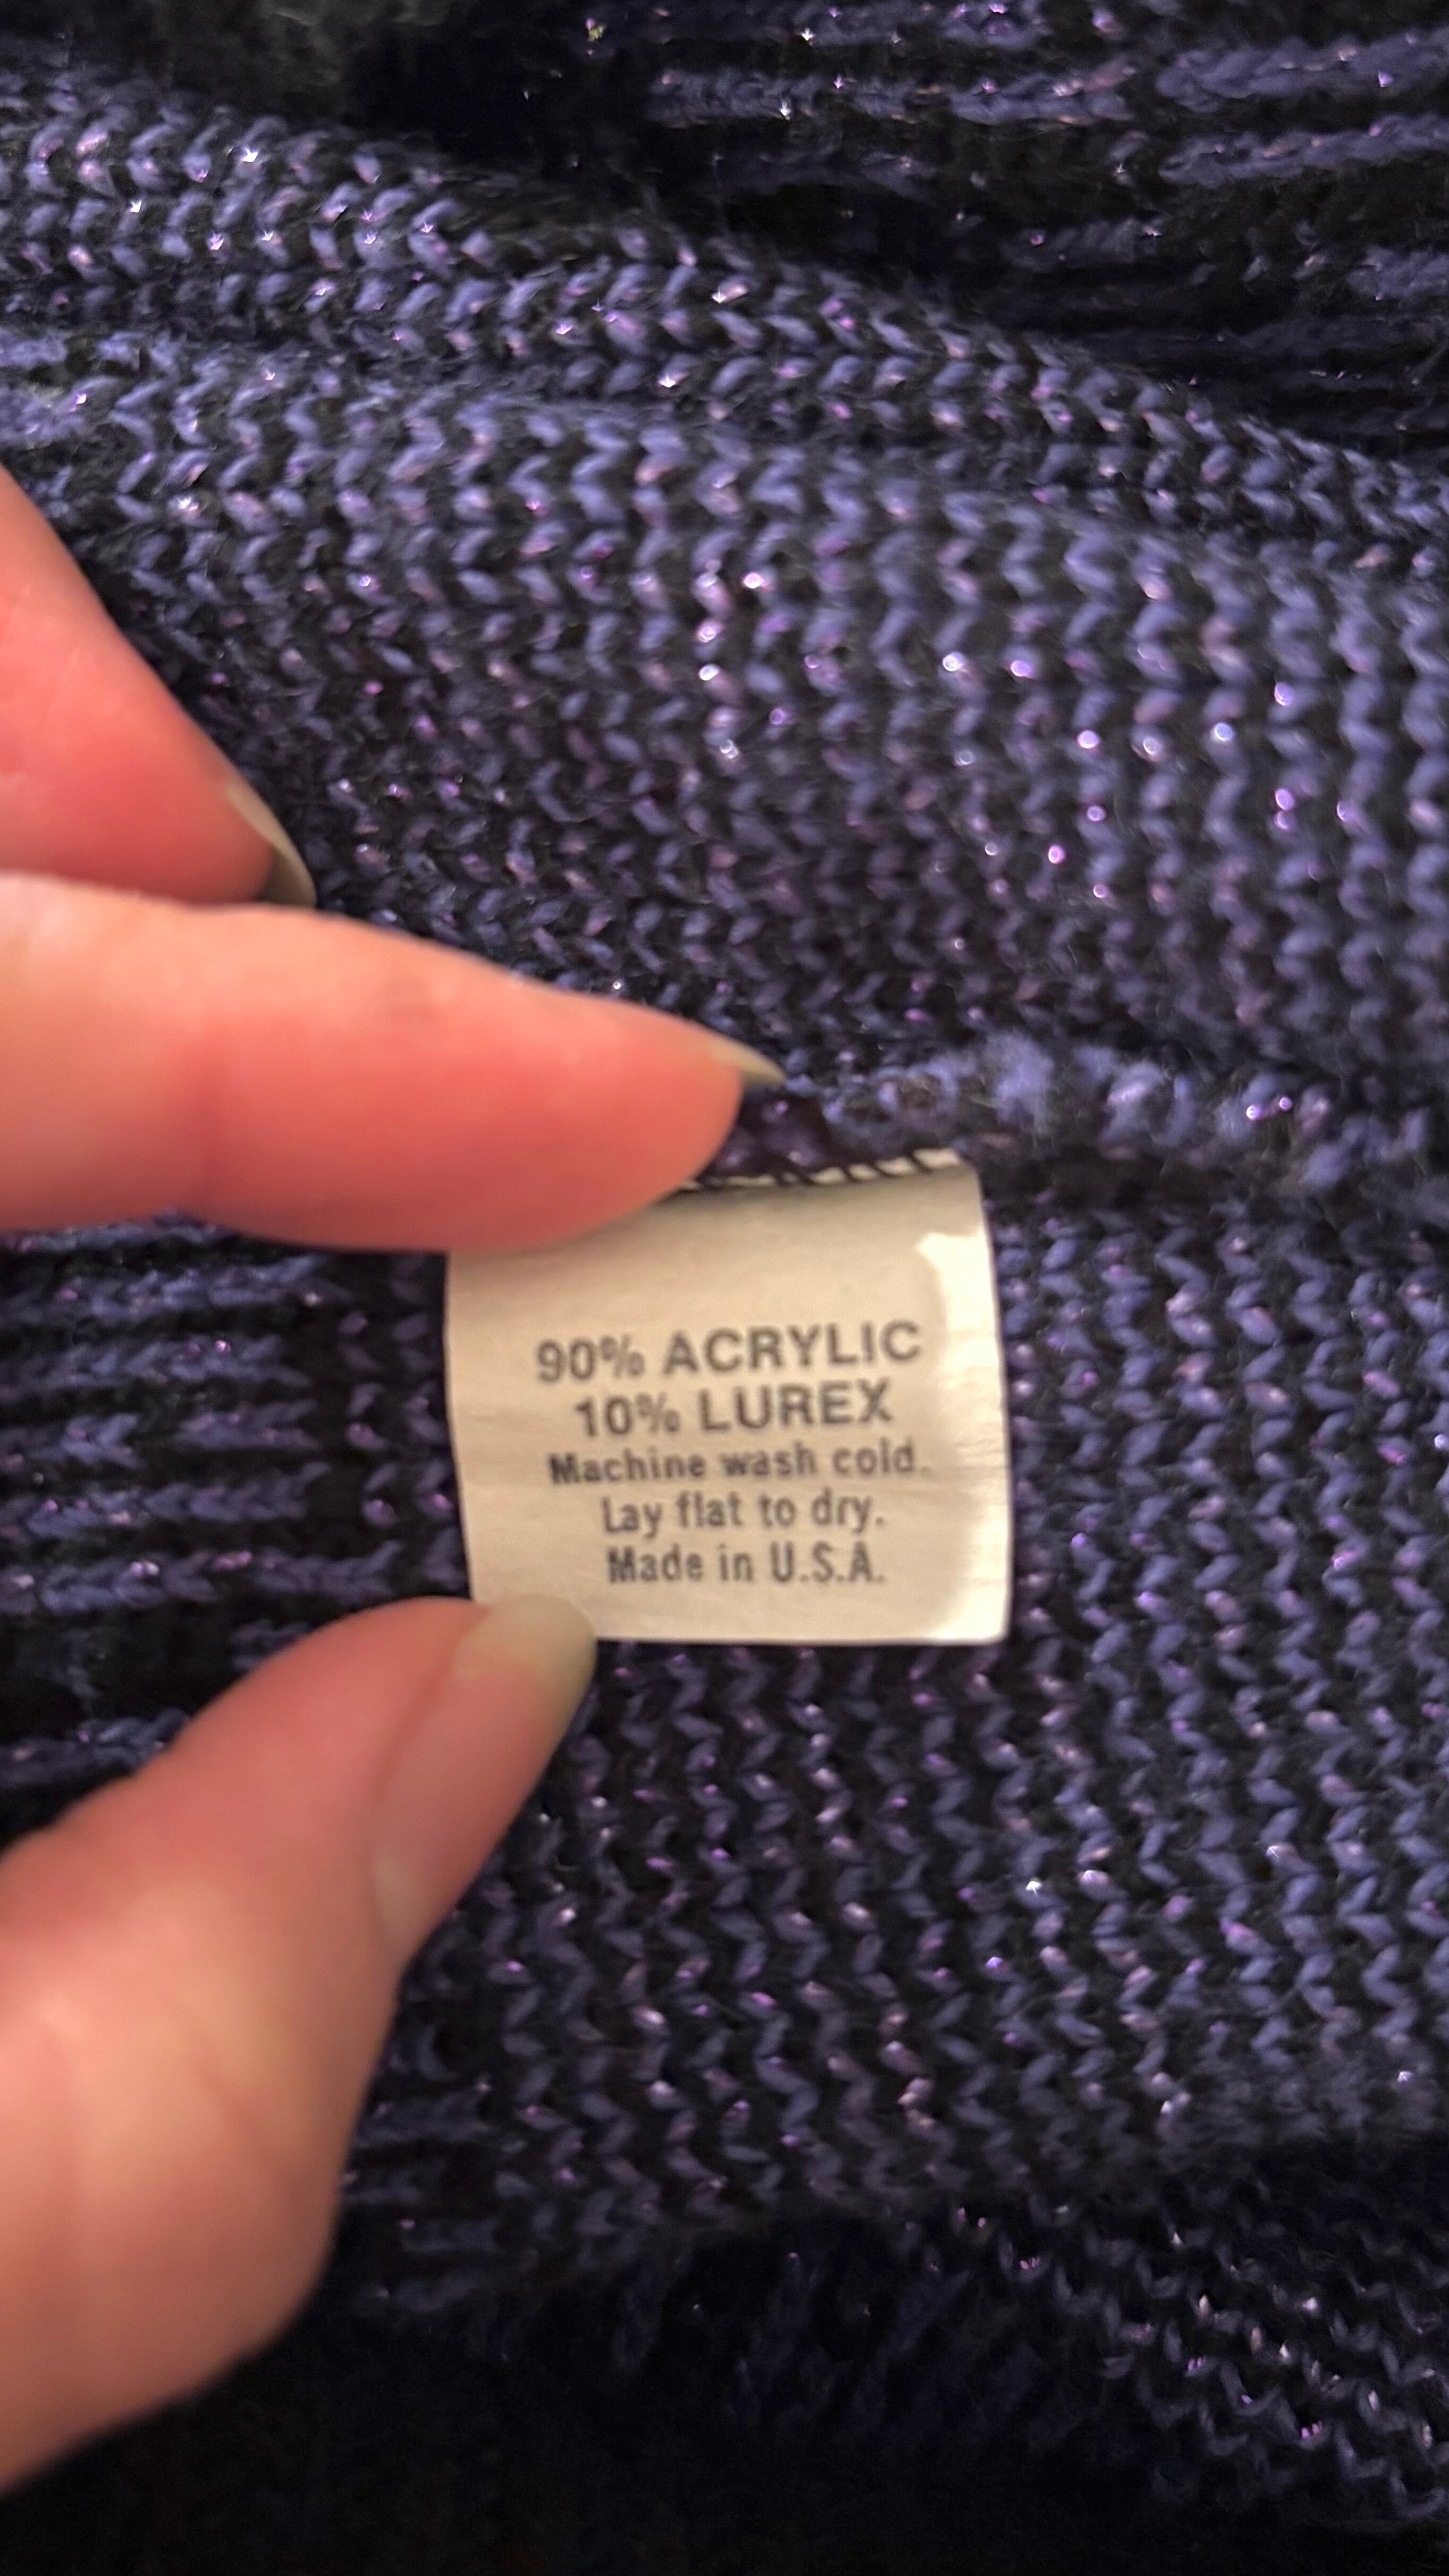 90% ACRYLIC
10% LUREX
Machine wash cold.
Lay flat to dry.
Made in U.S.A.